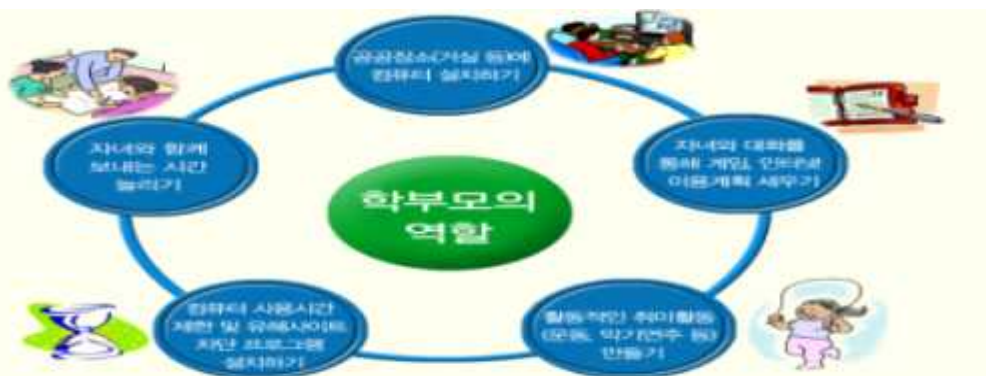 공공장소(거실 등)에
컴퓨터 설치하기
자녀와 대화를
통해 게임, 인터넷
이용계획 세우기
활동적인 취미활동
(운동, 악기연주 등)
만들기
컴퓨터 사용시간
제한 및 유해사이트
차단 프로그램
설치하기
자녀와 함께
보내는 시간
늘리기
학부모의
역할